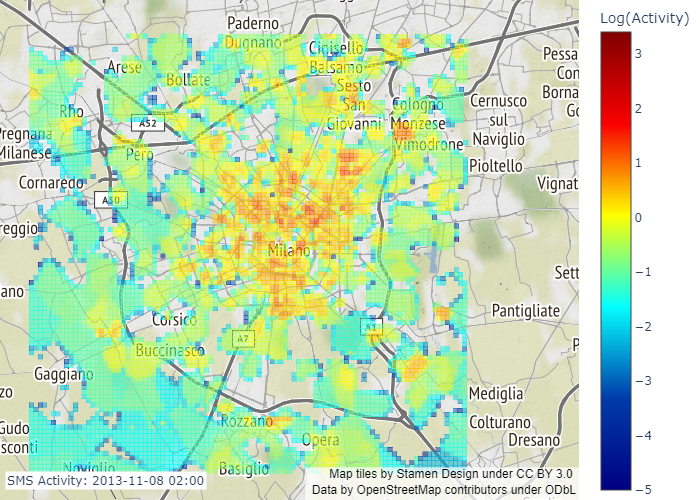 Log(Activity)
3
2
1
0
−1
−2
−3
−4
−5
Paderno
Dugnano
Cinisello
Balsamo
Arese
Bollate
Sesto
San
Giovanni
Cologno
Monzese
Vimodrone
Cernusco
sul
Naviglio
Pioltello
Pessa
Con
Borna
Go
Rho
A52
Pregnana
Milanese
Pero
Cornaredo
A50
Vignat
reggio
Milano
Sett
ano
Pantigliate
Corsico
A1
A7
Buccinasco
P
Gaggiano
zo
Mediglia
Colturano
Dresano
Rozzano
Opera
Gudo
sconti
Noviglio
Basiglio
SMS Activity: 2013-11-08 02:00
Map tiles by Stamen Design under CC BY 3.0
Data by OpenStreetMap contributors under ODbL